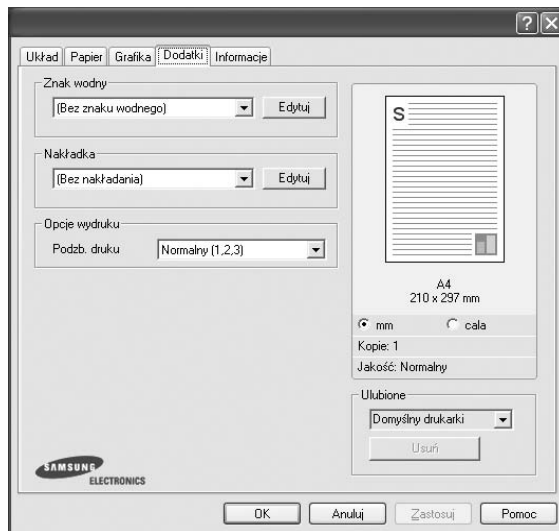 Układ Papier Grafika Dodatki Informacje
Znak wodny
(Bez znaku wodnego) Edytuj
Nakładka
(Bez nakładania) Edytuj
Opcje wydruku
Podzb. druku Normalny (1,2,3)
S
A4
210 x 297 mm
mm cala
Kopie: 1
Jakość: Normalny
Ulubione
Domyślny drukarki
Usuń
SAMSUNG
ELECTRONICS
OK Anuluj Zastosuj Pomoc